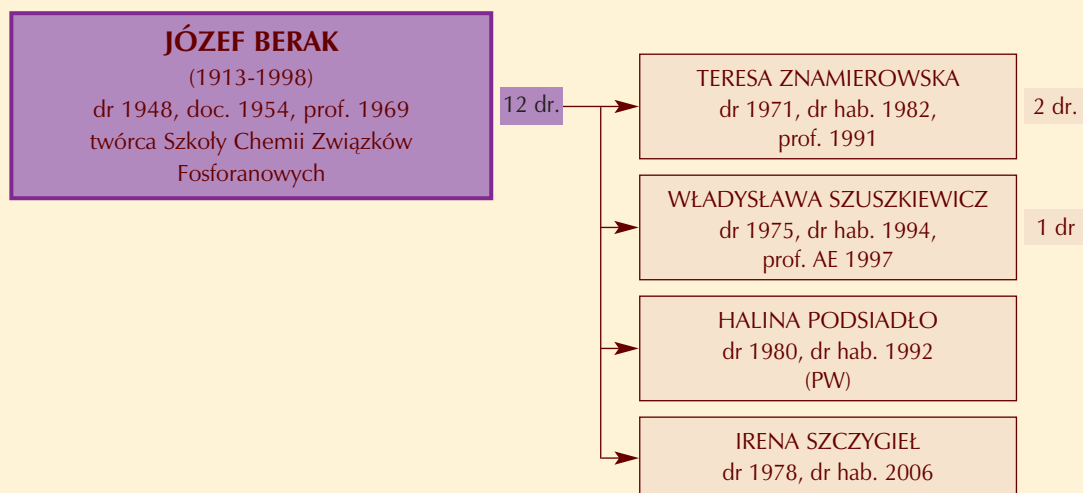 JÓZEF BERAK
(1913-1998)
dr 1948, doc. 1954, prof. 1969
twórca Szkoły Chemii Związków
Fosforanowych
12 dr.
TERESA ZNAMIEROWSKA
dr 1971, dr hab. 1982,
prof. 1991
2 dr.
WŁADYSŁAWA SZUSZKIEWICZ
dr 1975, dr hab. 1994,
prof. AE 1997
1 dr
HALINA PODSIADŁO
dr 1980, dr hab. 1992
(PW)
IRENA SZCZYGIEŁ
dr 1978, dr hab. 2006